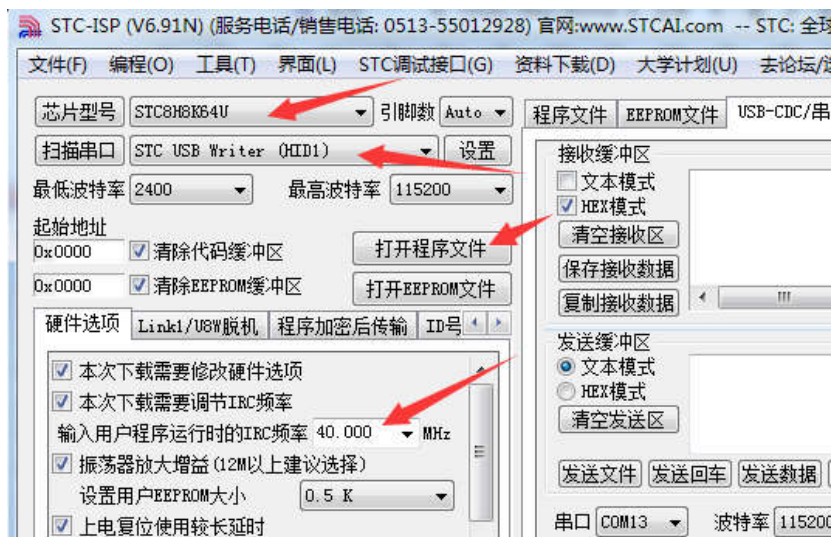 STC-ISP (V6.91N) (服务电话/销售电话: 0513-55012928) 官网:www.STCAI.com -- STC: 全球
文件(F) 编程(O) 工具(T) 界面(L) STC调试接口(G) 资料下载(D) 大学计划(U) 去论坛/
芯片型号 STC8H8K64U 引脚数 Auto
扫描串口 STC USB Writer (HID1) 设置
最低波特率 2400 最高波特率 115200
起始地址
0x0000 清除代码缓冲区 打开程序文件
0x0000 清除EEPROM缓冲区 打开EEPROM文件
硬件选项 Link1/U8W脱机 程序加密后传输 ID号
本次下载需要修改硬件选项
本次下载需要调节IRC频率
输入用户程序运行时的IRC频率 40.000 MHz
振荡器放大增益(12M以上建议选择)
设置用户EEPROM大小 0.5 K
上电复位使用较长延时
程序文件 EEPROM文件 USB-CDC/串
接收缓冲区
文本模式
HEX模式
清空接收区
保存接收数据
复制接收数据
发送缓冲区
文本模式
HEX模式
清空发送区
发送文件 发送回车 发送数据
串口 COM13 波特率 115200